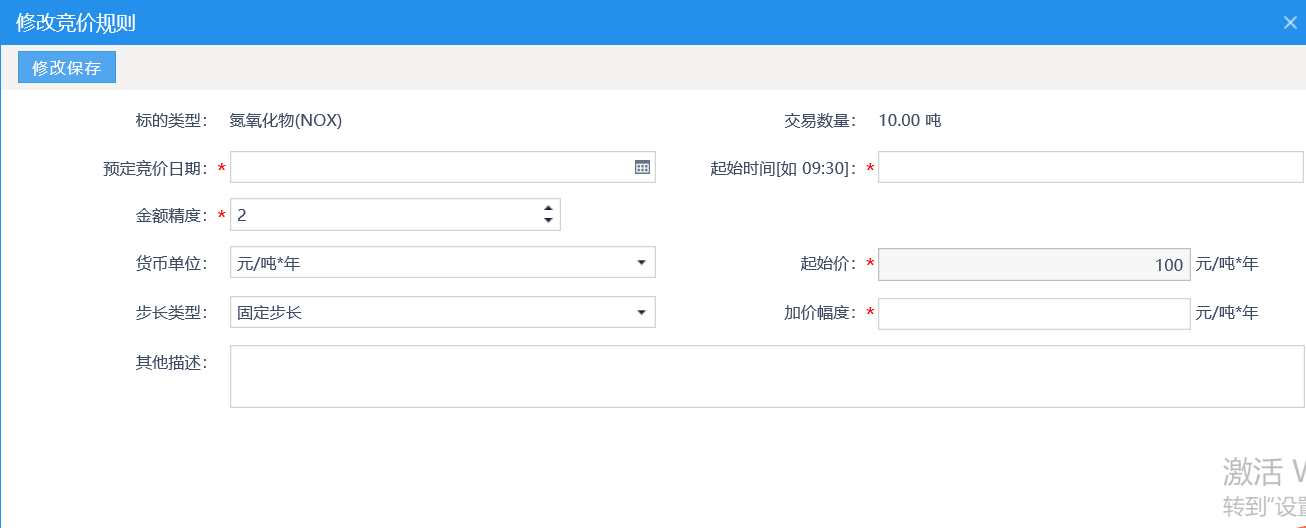 修改竞价规则
修改保存
标的类型： 氮氧化物(NOX) 交易数量： 10.00 吨
预定竞价日期：* 起始时间[如 09:30]：*
金额精度：* 2
货币单位： 元/吨*年 起始价：* 100 元/吨*年
步长类型： 固定步长 加价幅度：* 元/吨*年
其他描述：
激活 W
转到“设置